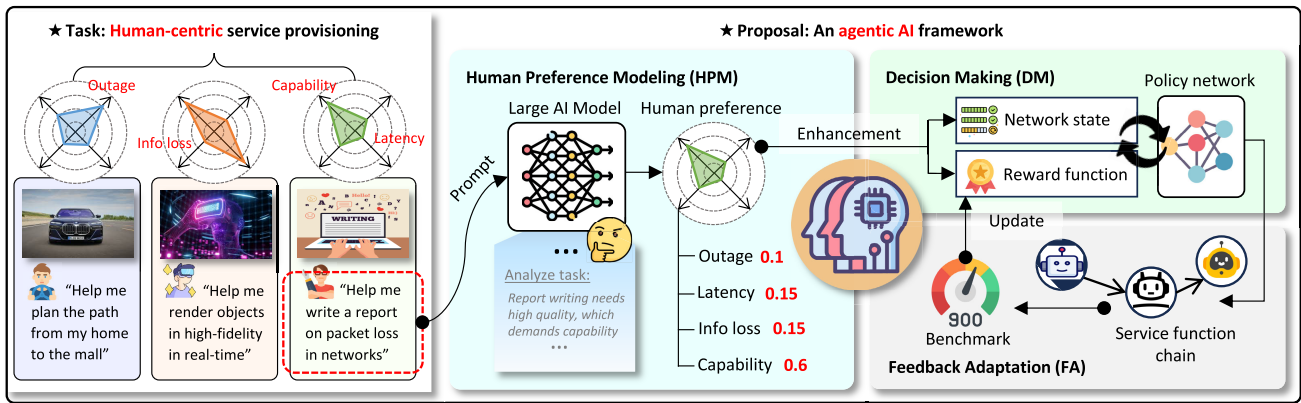 ★ Task: Human-centric service provisioning
Outage
Capability
Info loss
Latency
WRITING
Hello!
"Help me
plan the path
from my home
to the mall"
"Help me
render objects
in high-fidelity
in real-time"
"Help me
write a report
on packet loss
in networks"
★ Proposal: An agentic AI framework
Human Preference Modeling (HPM)
Large AI Model
Human preference
Prompt
•••
Analyze task:
Report writing needs
high quality, which
demands capability
•••
Outage 0.1
Latency 0.15
Info loss 0.15
Capability 0.6
Enhancement
Decision Making (DM)
Policy network
Network state
Reward function
Update
900
Benchmark
Service function
chain
Feedback Adaptation (FA)